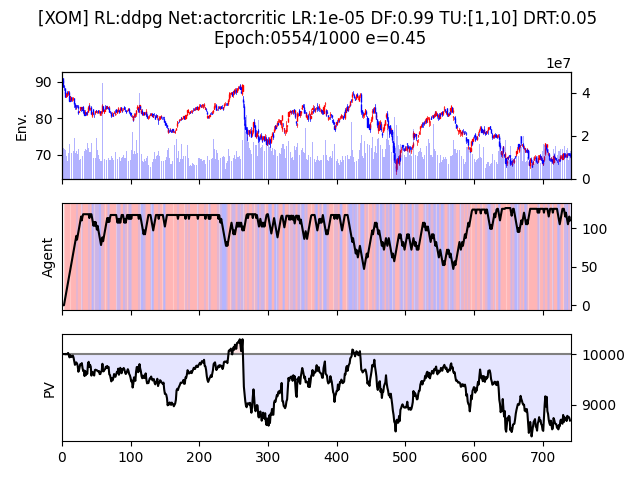 [XOM] RL:ddpg Net:actorcritic LR:1e-05 DF:0.99 TU:[1,10] DRT:0.05
Epoch:0554/1000 e=0.45
1e7
90
80
70
Env.
4
2
0
Agent
100
50
0
PV
10000
9000
0 100 200 300 400 500 600 700